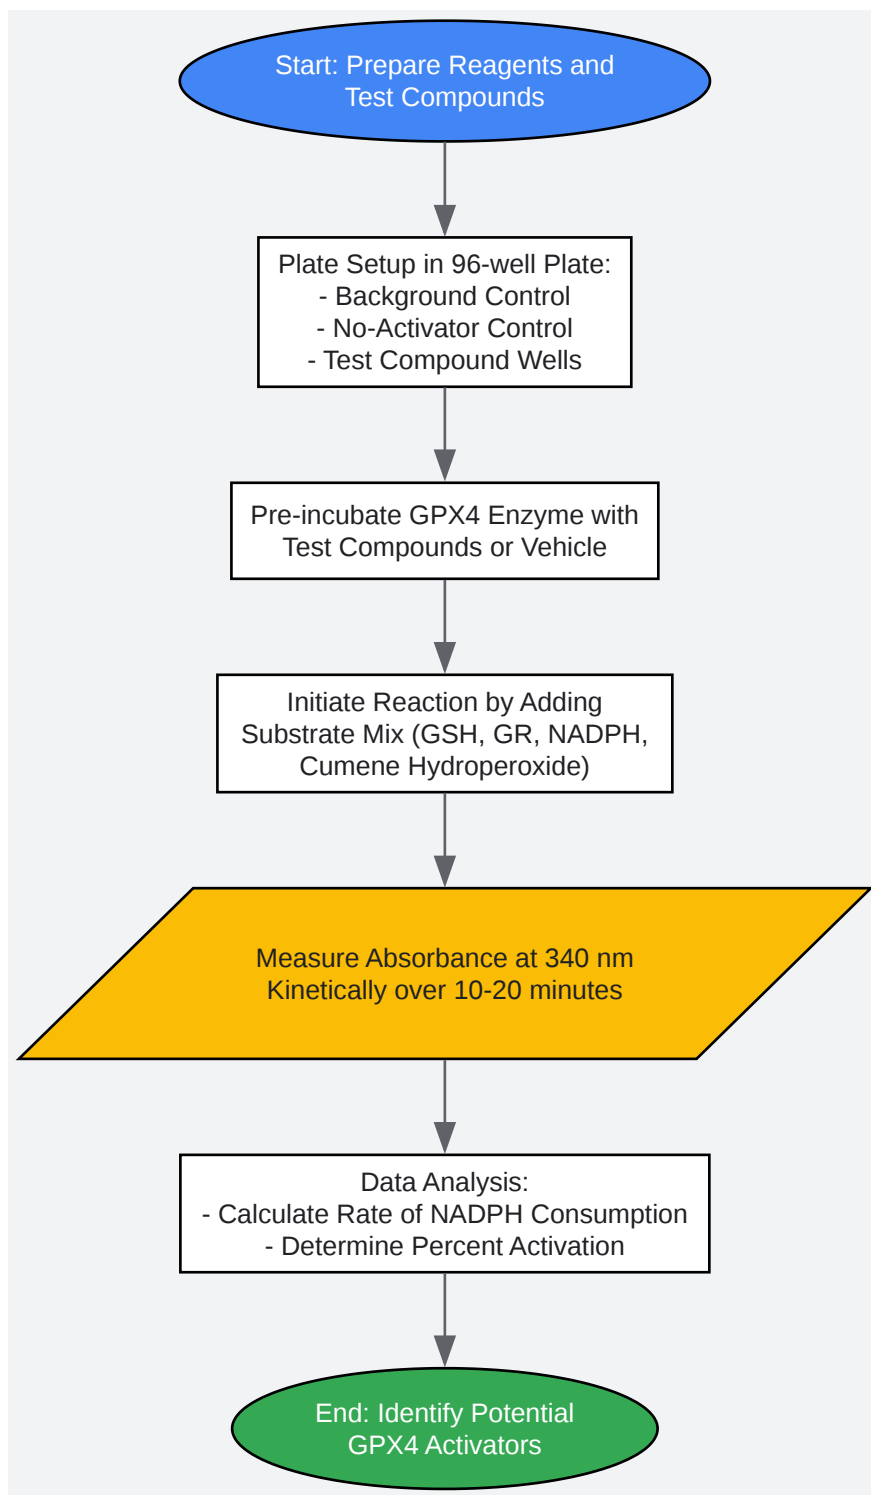 Start: Prepare Reagents and
Test Compounds
Plate Setup in 96-well Plate:
- Background Control
- No-Activator Control
- Test Compound Wells
Pre-incubate GPX4 Enzyme with
Test Compounds or Vehicle
Initiate Reaction by Adding
Substrate Mix (GSH, GR, NADPH,
Cumene Hydroperoxide)
Measure Absorbance at 340 nm
Kinetically over 10-20 minutes
Data Analysis:
- Calculate Rate of NADPH Consumption
- Determine Percent Activation
End: Identify Potential
GPX4 Activators